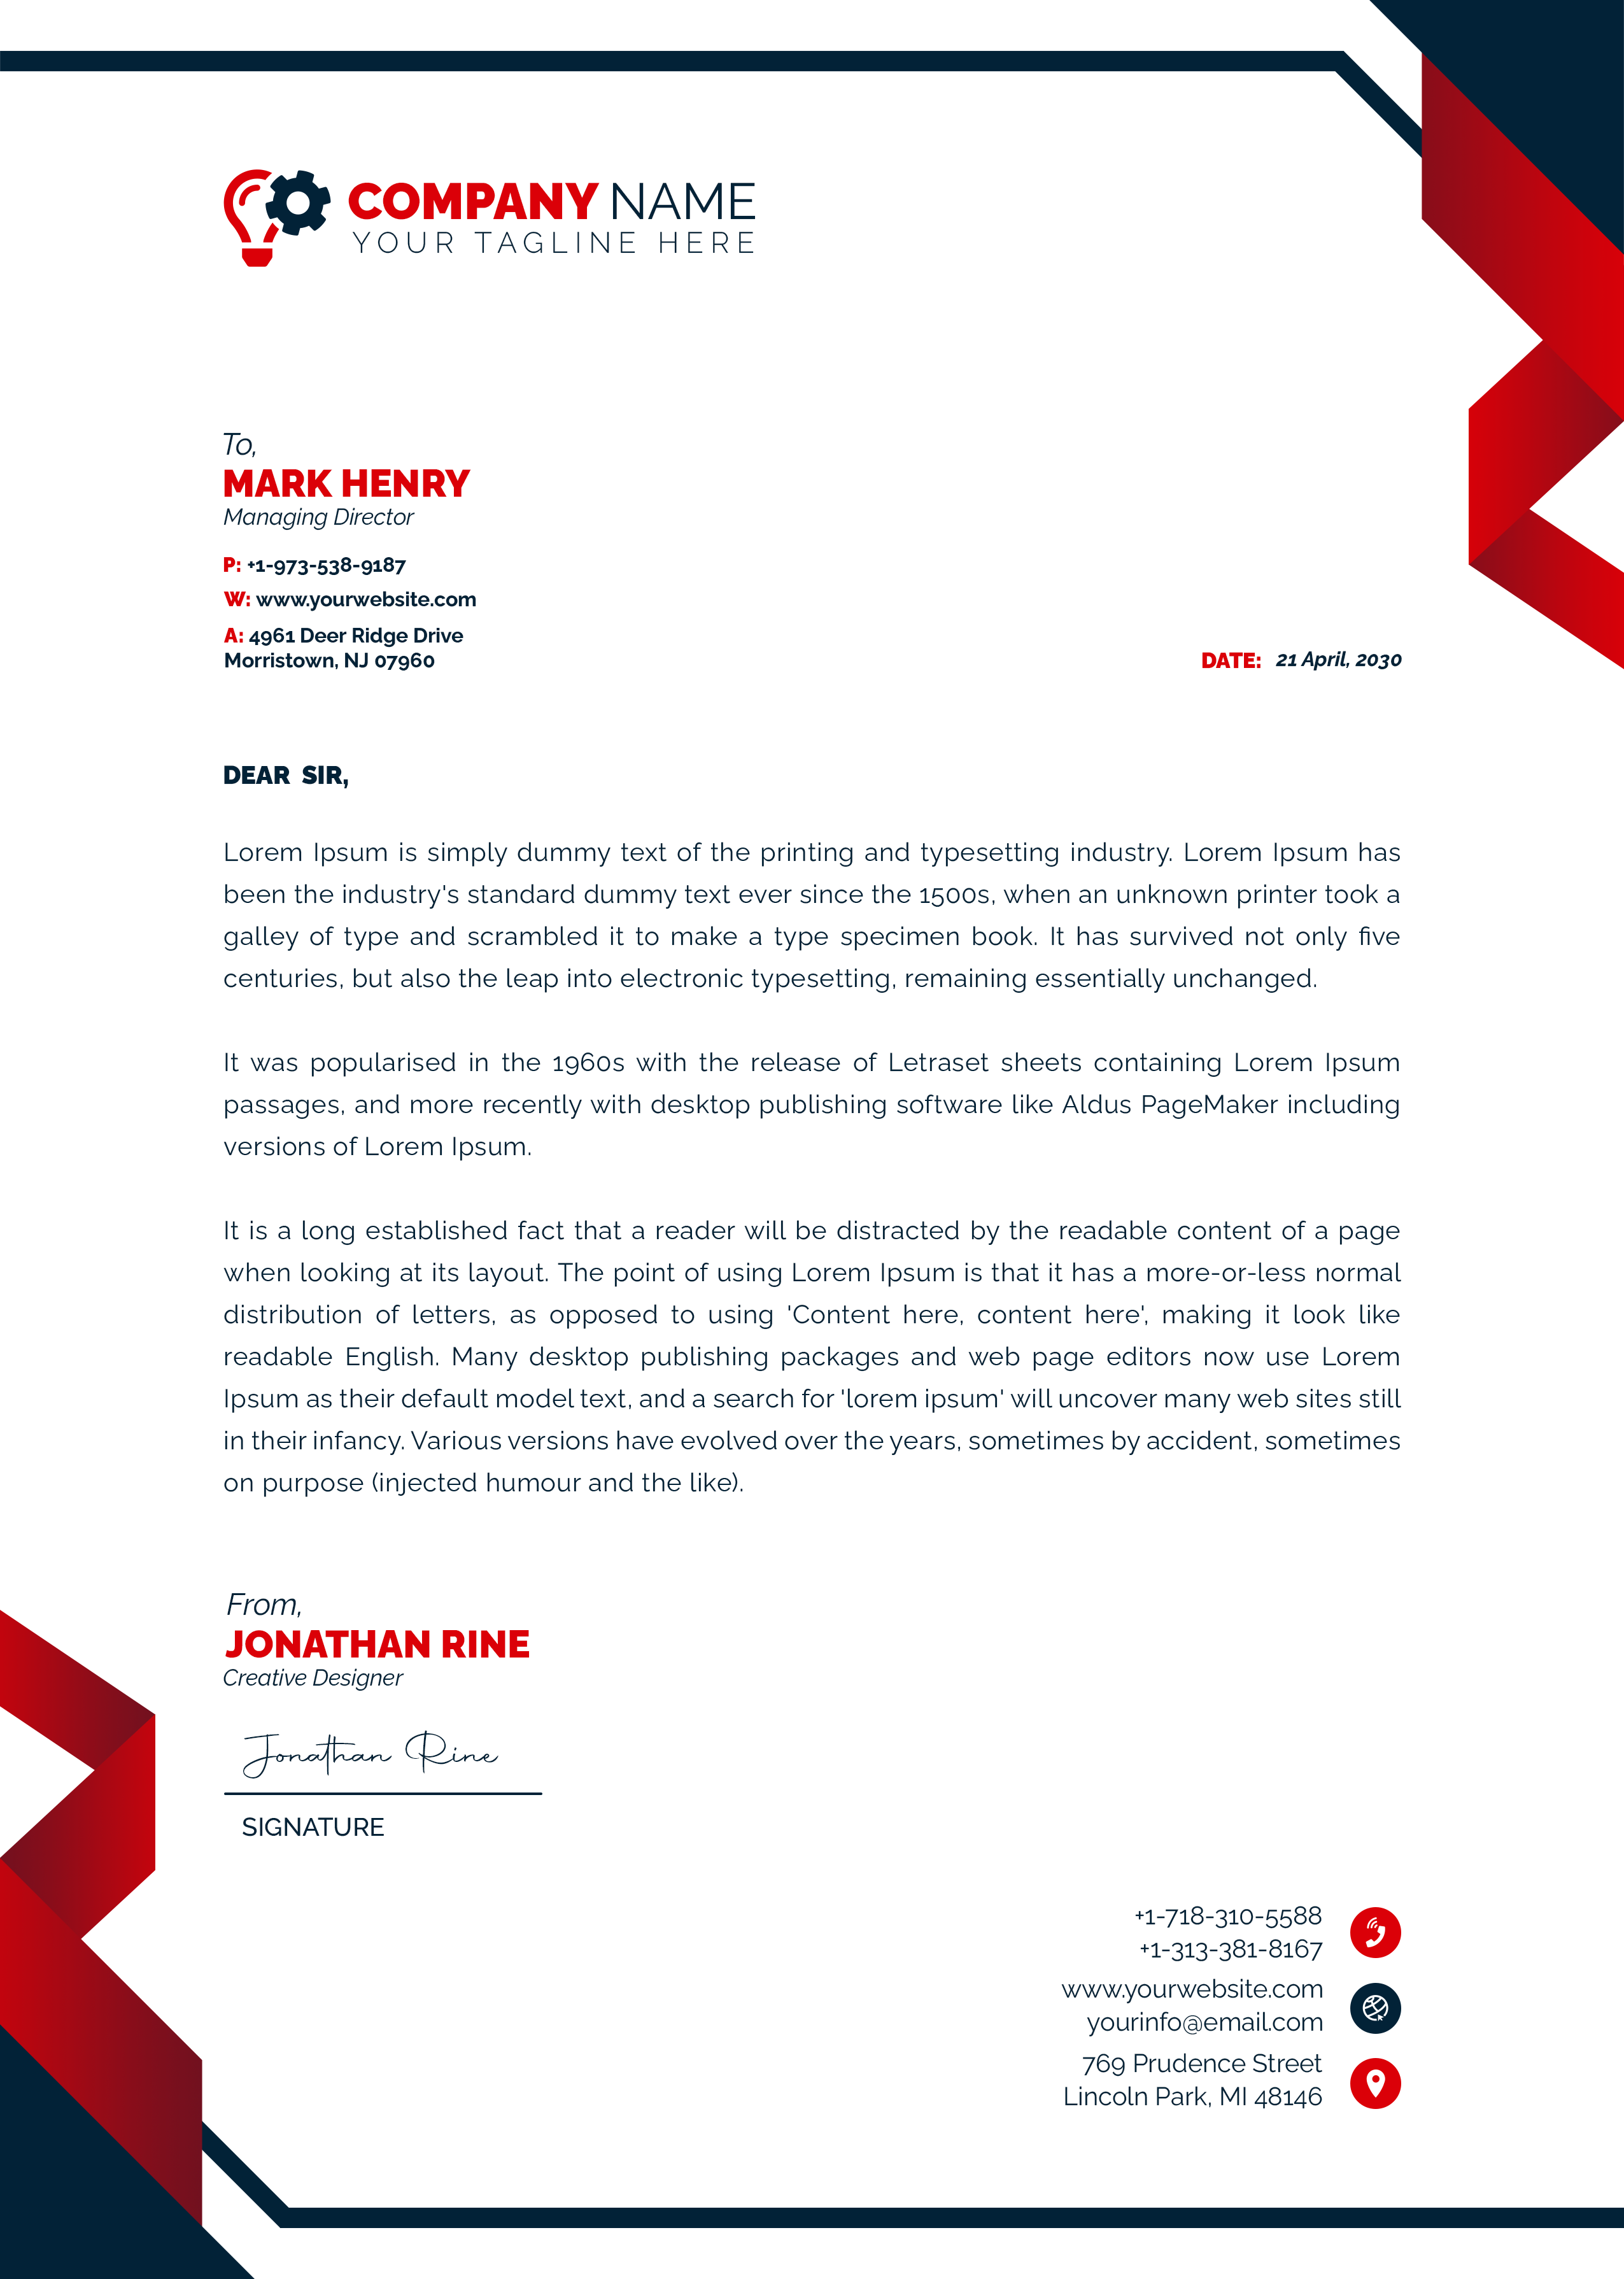 COMPANY NAME
YOUR TAGLINE HERE
To,
MARK HENRY
Managing Director
P: +1-973-538-9187
W: www.yourwebsite.com
A: 4961 Deer Ridge Drive
Morristown, NJ 07960
DATE: 21 April, 2030
DEAR SIR,
Lorem Ipsum is simply dummy text of the printing and typesetting industry. Lorem Ipsum has
been the industry's standard dummy text ever since the 1500s, when an unknown printer took a
galley of type and scrambled it to make a type specimen book. It has survived not only five
centuries, but also the leap into electronic typesetting, remaining essentially unchanged.
It was popularised in the 1960s with the release of Letraset sheets containing Lorem Ipsum
passages, and more recently with desktop publishing software like Aldus PageMaker including
versions of Lorem Ipsum.
It is a long established fact that a reader will be distracted by the readable content of a page
when looking at its layout. The point of using Lorem Ipsum is that it has a more-or-less normal
distribution of letters, as opposed to using 'Content here, content here', making it look like
readable English. Many desktop publishing packages and web page editors now use Lorem
Ipsum as their default model text, and a search for 'lorem ipsum' will uncover many web sites still
in their infancy. Various versions have evolved over the years, sometimes by accident, sometimes
on purpose (injected humour and the like).
From,
JONATHAN RINE
Creative Designer
Jonathan Rine
SIGNATURE
+1-718-310-5588
+1-313-381-8167
www.yourwebsite.com
yourinfo@email.com
769 Prudence Street
Lincoln Park, MI 48146